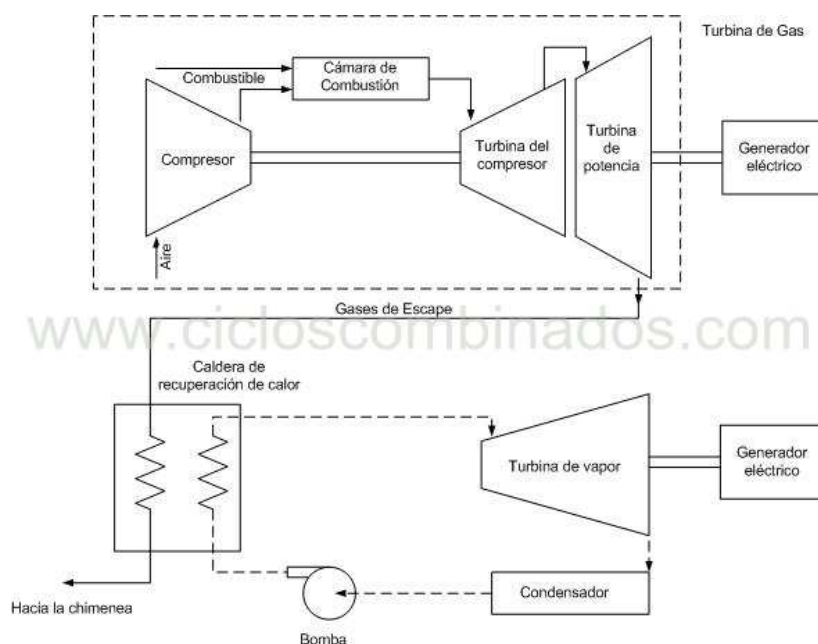 Turbina de Gas
Combustible
Cámara de
Combustión
Compresor
Turbina del
compresor
Turbina
de
potencia
Generador
eléctrico
Aire
Gases de Escape
www.cicloscombinados.com
Caldera de
recuperación de calor
Turbina de vapor
Generador
eléctrico
Hacia la chimenea
Bomba
Condensador